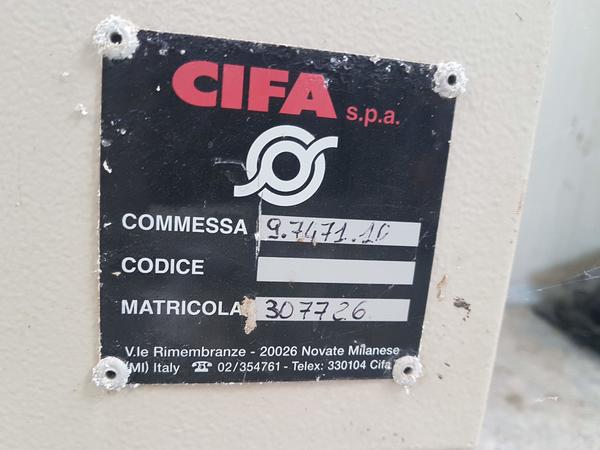 CIFA s.p.a.
COMMESSA 9.7471.10
CODICE
MATRICOLA 307726
V.le Rimembranze - 20026 Novate Milanese
(MI) Italy ☎ 02/354761 - Telex: 330104 Cifa